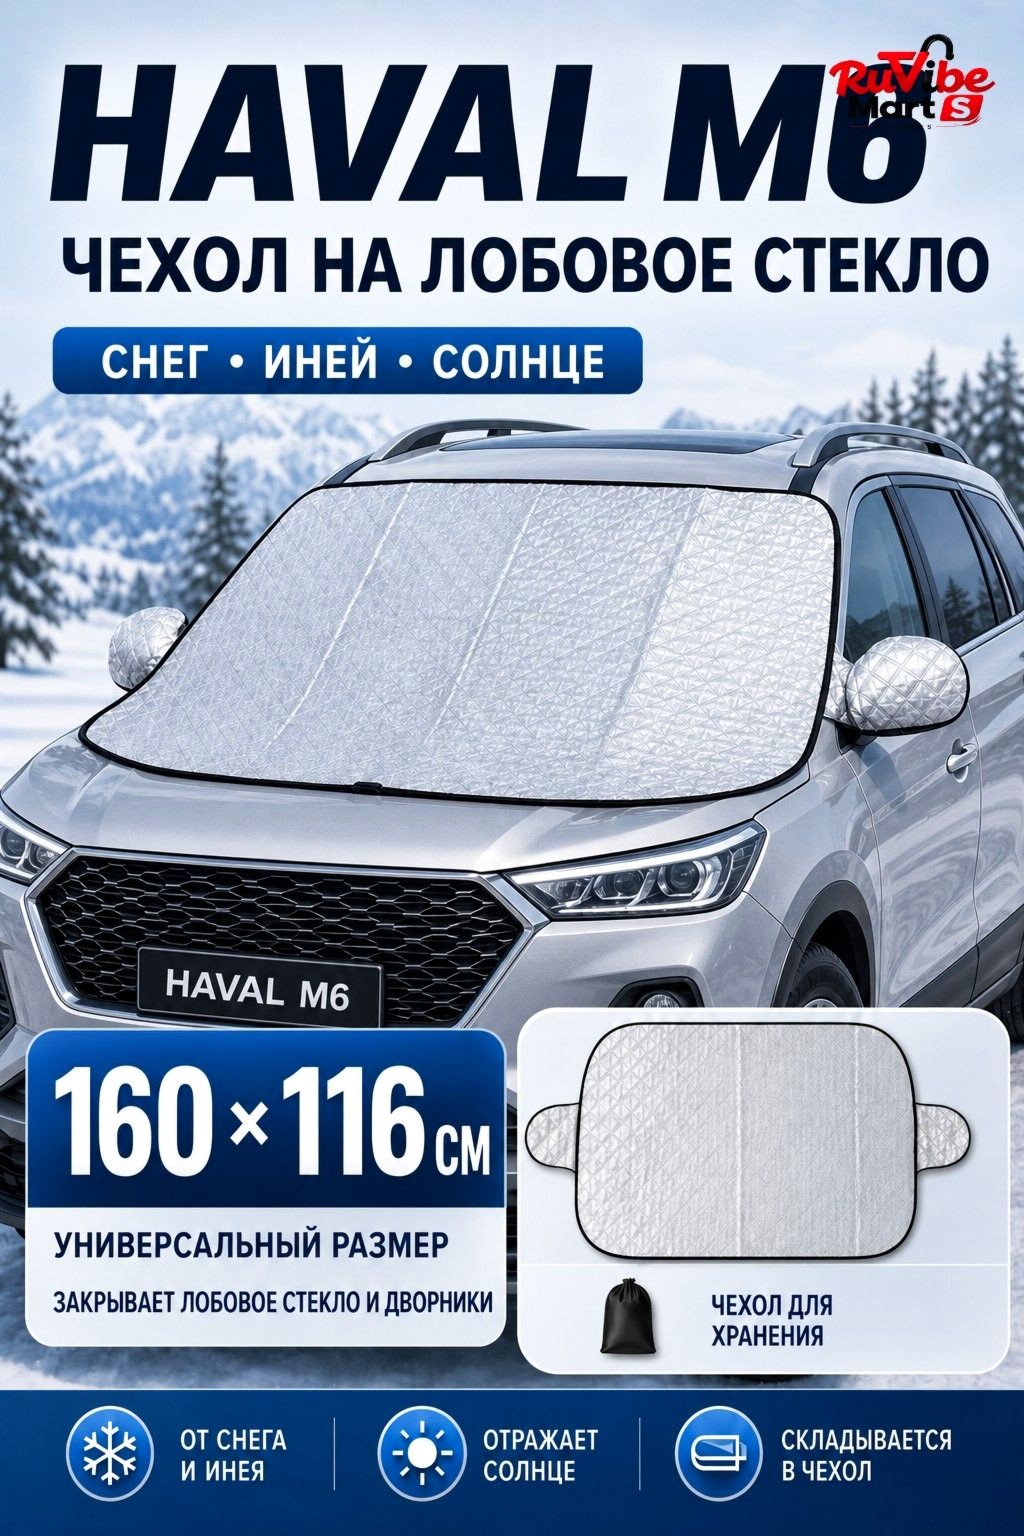 HAVAL M6
RuVibe
Mart S
ЧЕХОЛ НА ЛОБОВОЕ СТЕКЛО
СНЕГ • ИНЕЙ • СОЛНЦЕ
HAVAL M6
160 × 116 СМ
УНИВЕРСАЛЬНЫЙ РАЗМЕР
ЗАКРЫВАЕТ ЛОБОВОЕ СТЕКЛО И ДВОРНИКИ
ЧЕХОЛ ДЛЯ
ХРАНЕНИЯ
ОТ СНЕГА
И ИНЕЯ
ОТРАЖАЕТ
СОЛНЦЕ
СКЛАДЫВАЕТСЯ
В ЧЕХОЛ